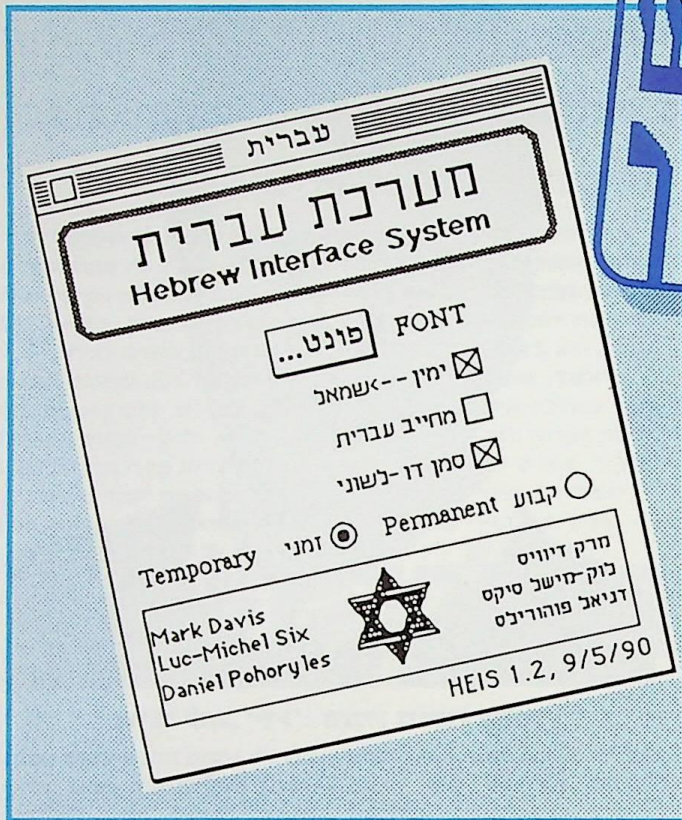 עברית
מערכת עברית
Hebrew Interface System
פונט... FONT
ימין -->שמאל
מחייב עברית
סמן דו-לשוני
Temporary זמני Permanent קבוע
Mark Davis
Luc-Michel Six
Daniel Pohoryles
מרק דיוויס
לוק-מישל סיקס
דניאל פוהורילס
HEIS 1.2, 9/5/90